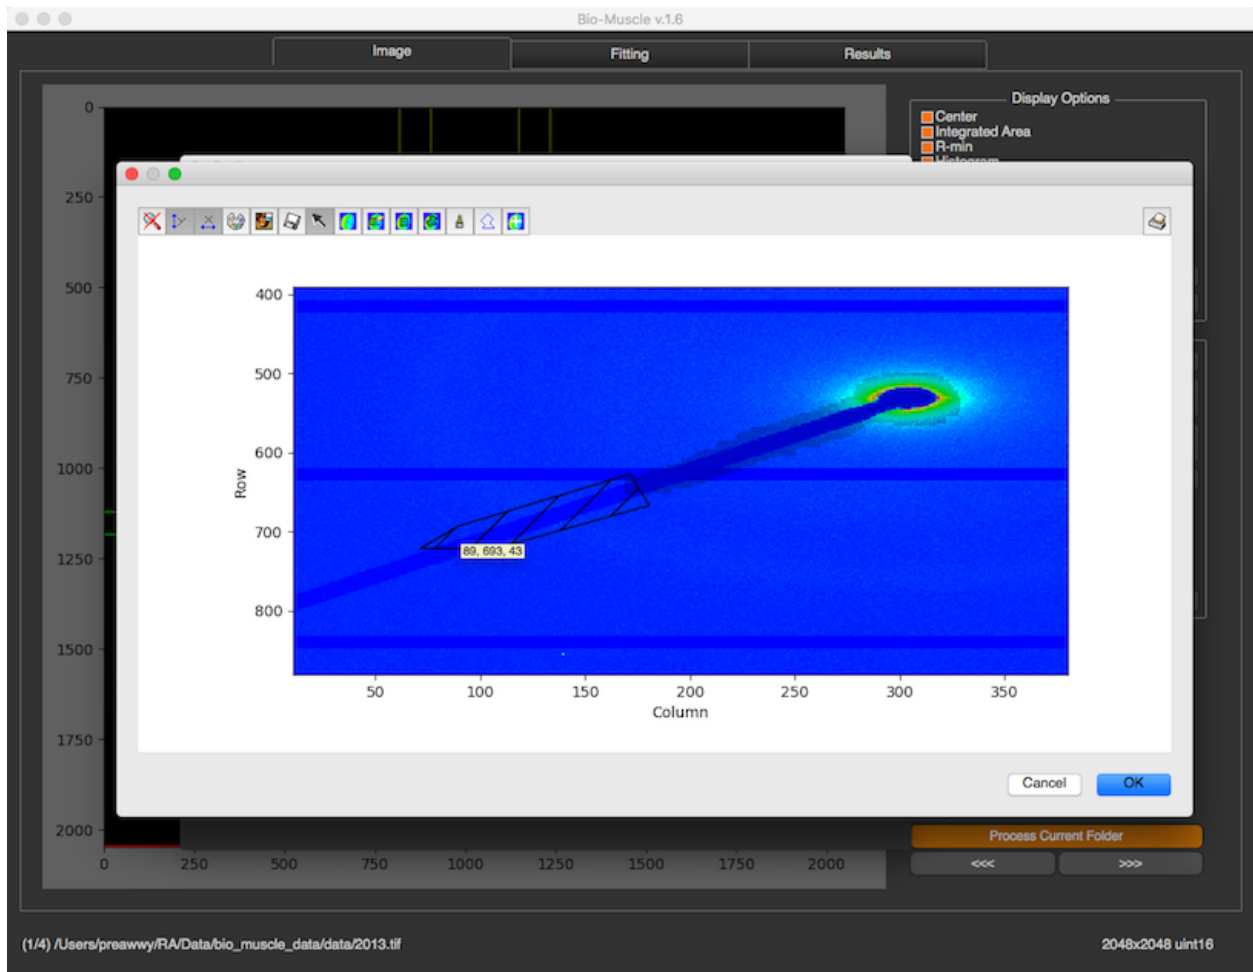 Bio-Muscle v.1.6
Image Fitting Results
Display Options
Center
Integrated Area
R-min
Histogram
0
250
500
750
1000
1250
1500
1750
2000
0 250 500 750 1000 1250 1500 1750 2000
400
500
600
700
800
Row
89, 693, 43
50 100 150 200 250 300 350
Column
Cancel OK
Process Current Folder
<<< >>>
(1/4) /Users/preawwy/RA/Data/bio_muscle_data/data/2013.tif
2048x2048 uint16